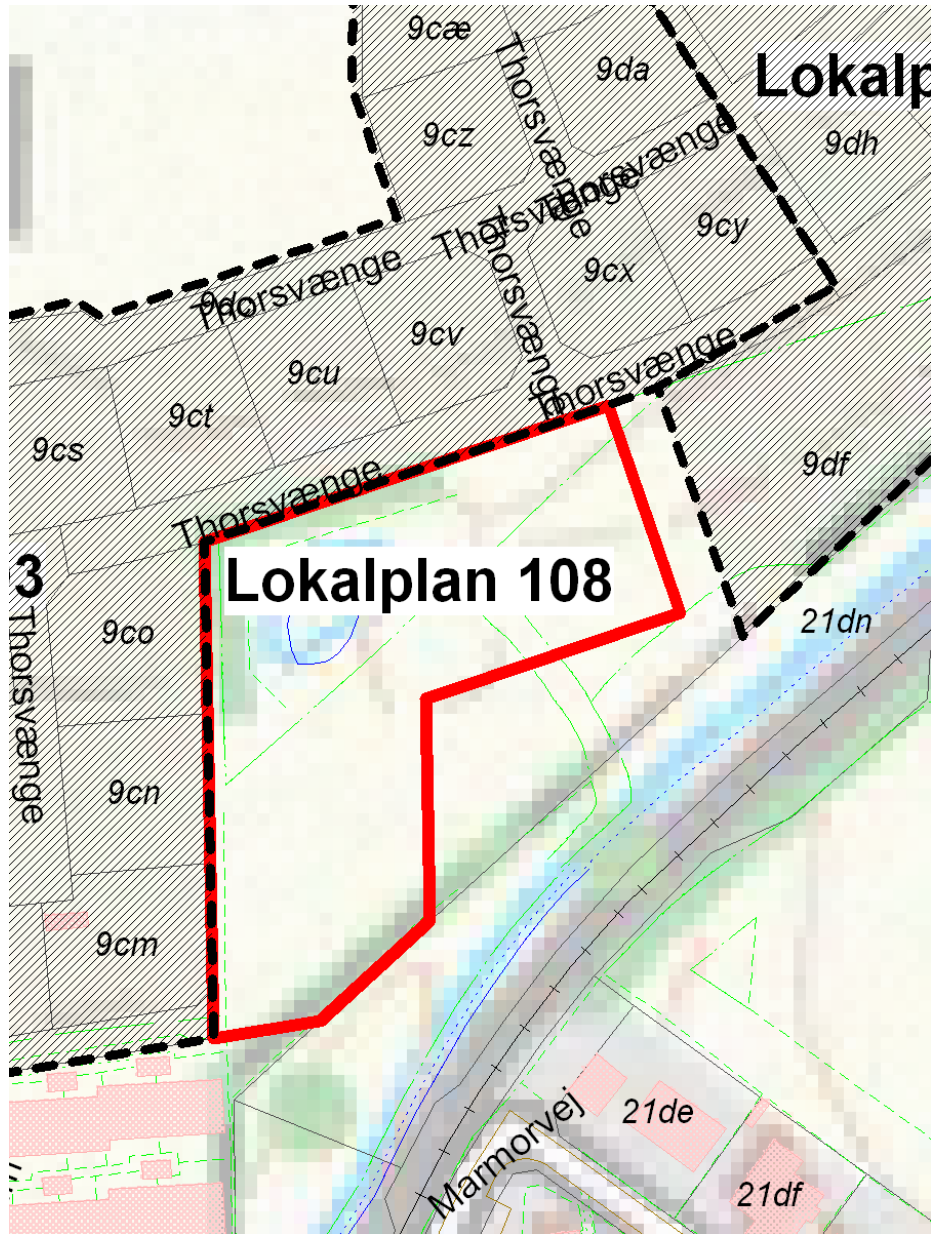 9cæ
Thorsvænge
9da
Lokalp
9cz
Thorsvænge
9dh
Thorsvænge
Thorsvænge
9cy
Thorsvænge
9cx
Thorsvænge
9cv
9cu
Thorsvænge
9ct
9cs
9df
Thorsvænge
3
Lokalplan 108
Thorsvænge
9co
21dn
9cn
9cm
21de
Marmorvej
21df